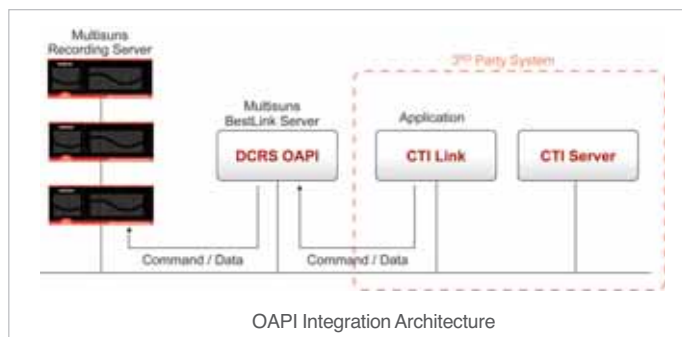 Multisuns
Recording Server
3RD Party System
Multisuns
BestLink Server
Application
DCRS OAPI
CTI Link
CTI Server
Command / Data
Command / Data
OAPI Integration Architecture